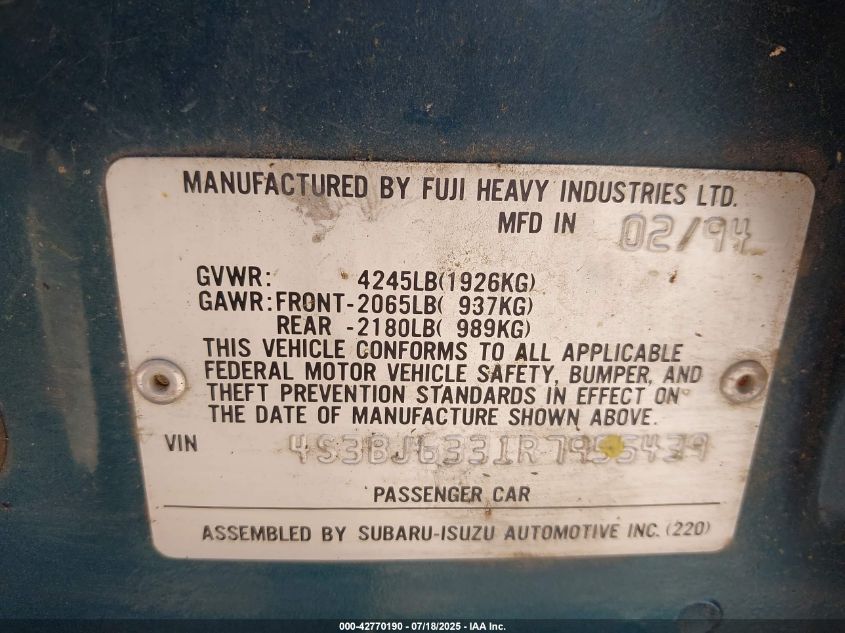 MANUFACTURED BY FUJI HEAVY INDUSTRIES LTD.
MFD IN 02/94
GVWR: 4245LB(1926KG)
GAWR:FRONT-2065LB( 937KG)
REAR -2180LB( 989KG)
THIS VEHICLE CONFORMS TO ALL APPLICABLE
FEDERAL MOTOR VEHICLE SAFETY, BUMPER, AND
THEFT PREVENTION STANDARDS IN EFFECT ON
THE DATE OF MANUFACTURE SHOWN ABOVE.
VIN 4S3BJ6331R7955439
PASSENGER CAR
ASSEMBLED BY SUBARU-ISUZU AUTOMOTIVE INC. (220)
000-42770190 - 07/18/2025 - IAA Inc.